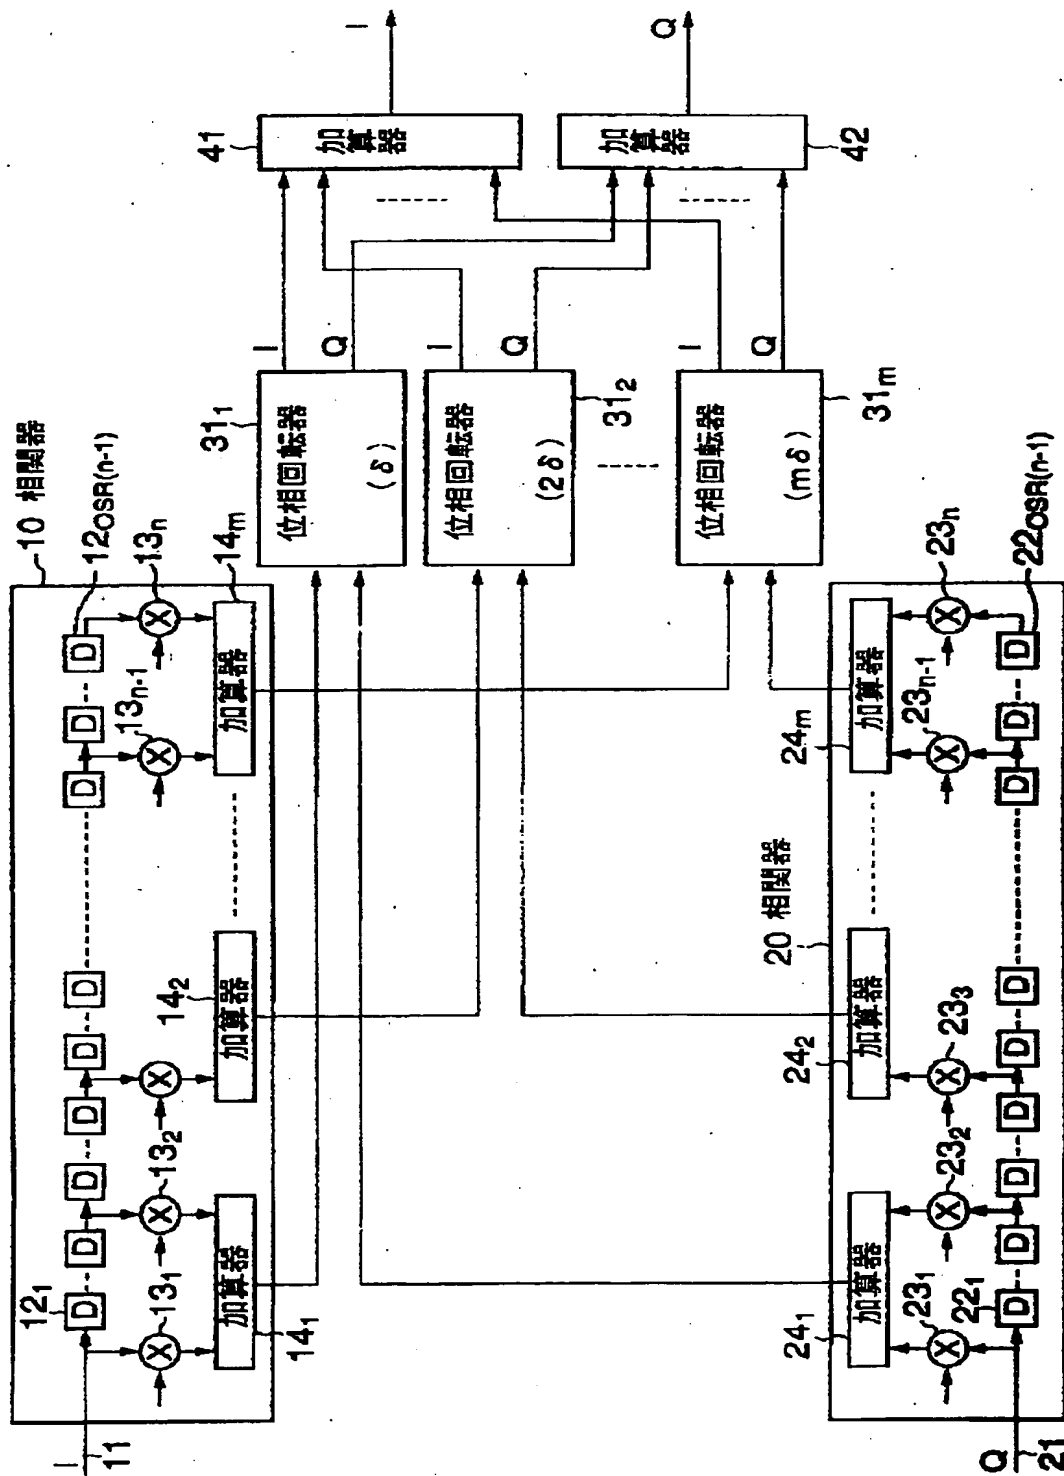 I
11
10 相関器
12₁
D
D
D
D
D
D
D
D
D
12OSR(n-1)
X
13₁
X
13₂
X
X
13n-1
X
13n
加算器
14₁
加算器
14₂
加算器
14m
位相回転器
(δ)
31₁
I
Q
位相回転器
(2δ)
31₂
I
Q
位相回転器
(mδ)
31m
I
Q
加算器
41
I
加算器
42
Q
20 相関器
24₁
加算器
24₂
加算器
24m
加算器
23₁
X
23₂
X
23₃
X
23n-1
X
23n
X
Q
21
22₁
D
D
D
D
D
D
D
D
D
22OSR(n-1)